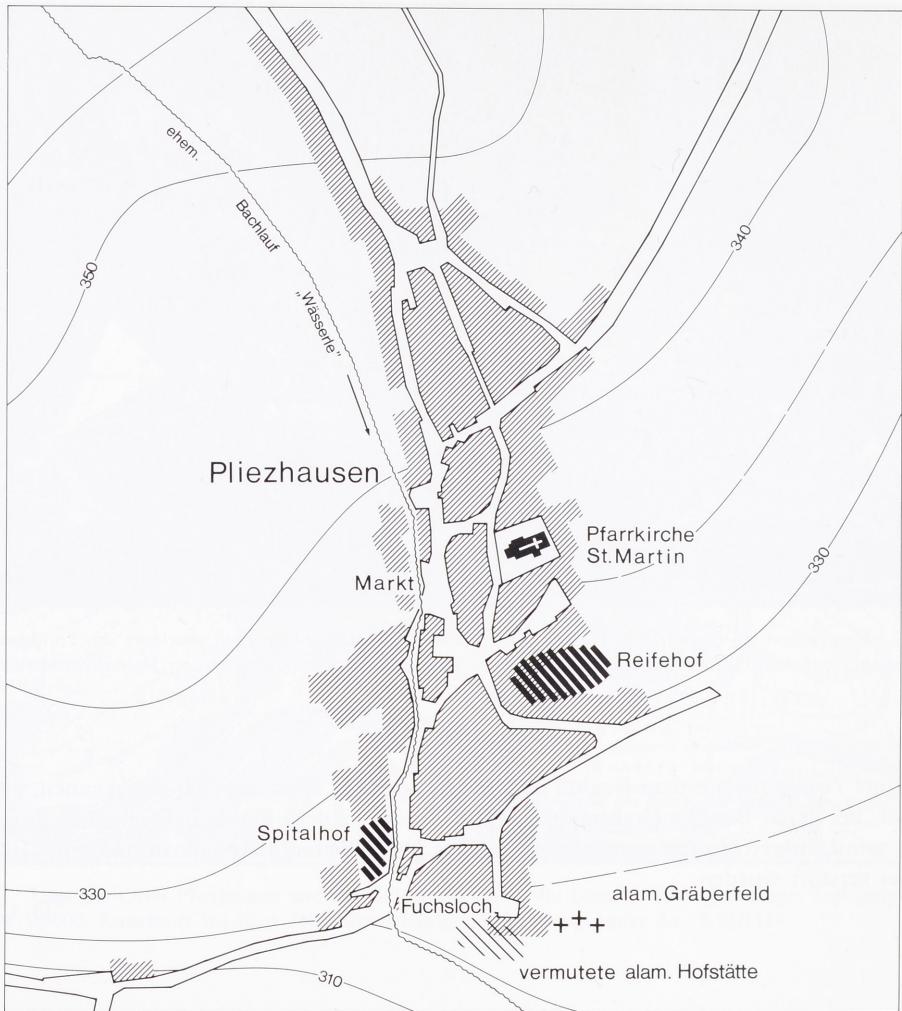 ehem.
Bachlauf
„Wässerle"
350
340
Pliezhausen
Pfarrkirche
St. Martin
330
Markt
Reifehof
Spitalhof
330
alam. Gräberfeld
Fuchsloch
310
vermutete alam. Hofstätte